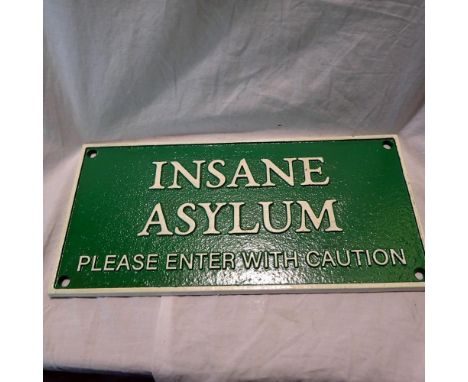 INSANE
ASYLUM
PLEASE ENTER WITH CAUTION